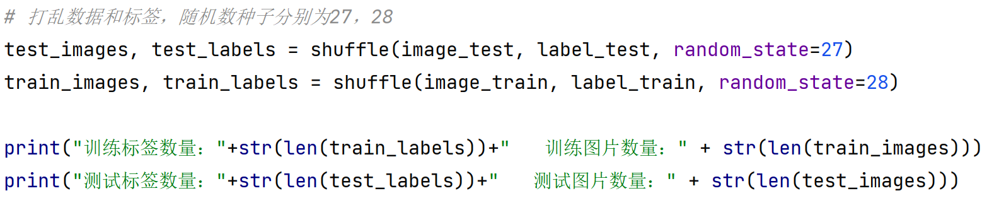 # 打乱数据和标签，随机数种子分别为27，28
test_images, test_labels = shuffle(image_test, label_test, random_state=27)
train_images, train_labels = shuffle(image_train, label_train, random_state=28)
print("训练标签数量："+str(len(train_labels))+"   训练图片数量：" + str(len(train_images)))
print("测试标签数量："+str(len(test_labels))+"   测试图片数量：" + str(len(test_images)))